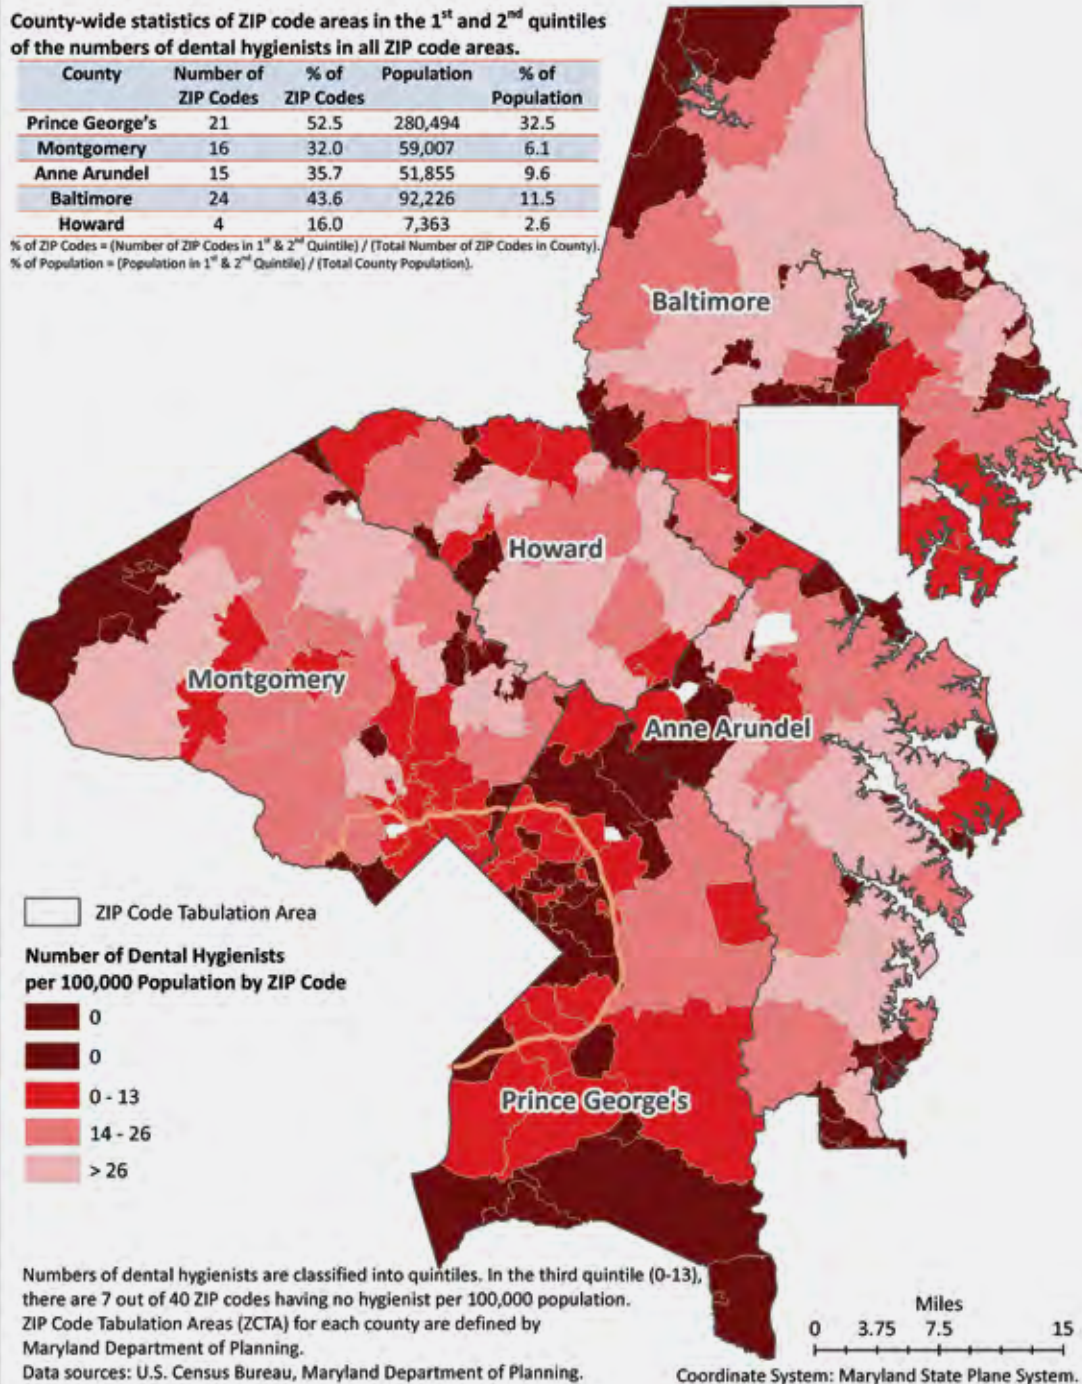 County-wide statistics of ZIP code areas in the 1st and 2nd quintiles
of the numbers of dental hygienists in all ZIP code areas.
County Number of ZIP Codes % of ZIP Codes Population % of Population
Prince George's 21 52.5 280,494 32.5
Montgomery 16 32.0 59,007 6.1
Anne Arundel 15 35.7 51,855 9.6
Baltimore 24 43.6 92,226 11.5
Howard 4 16.0 7,363 2.6
% of ZIP Codes = (Number of ZIP Codes in 1st & 2nd Quintile) / (Total Number of ZIP Codes in County).
% of Population = (Population in 1st & 2nd Quintile) / (Total County Population).
Baltimore
Howard
Montgomery
Anne Arundel
Prince George's
ZIP Code Tabulation Area
Number of Dental Hygienists
per 100,000 Population by ZIP Code
0
0
0 - 13
14 - 26
> 26
Numbers of dental hygienists are classified into quintiles. In the third quintile (0-13),
there are 7 out of 40 ZIP codes having no hygienist per 100,000 population.
ZIP Code Tabulation Areas (ZCTA) for each county are defined by
Maryland Department of Planning.
Data sources: U.S. Census Bureau, Maryland Department of Planning.
Miles
0 3.75 7.5 15
Coordinate System: Maryland State Plane System.